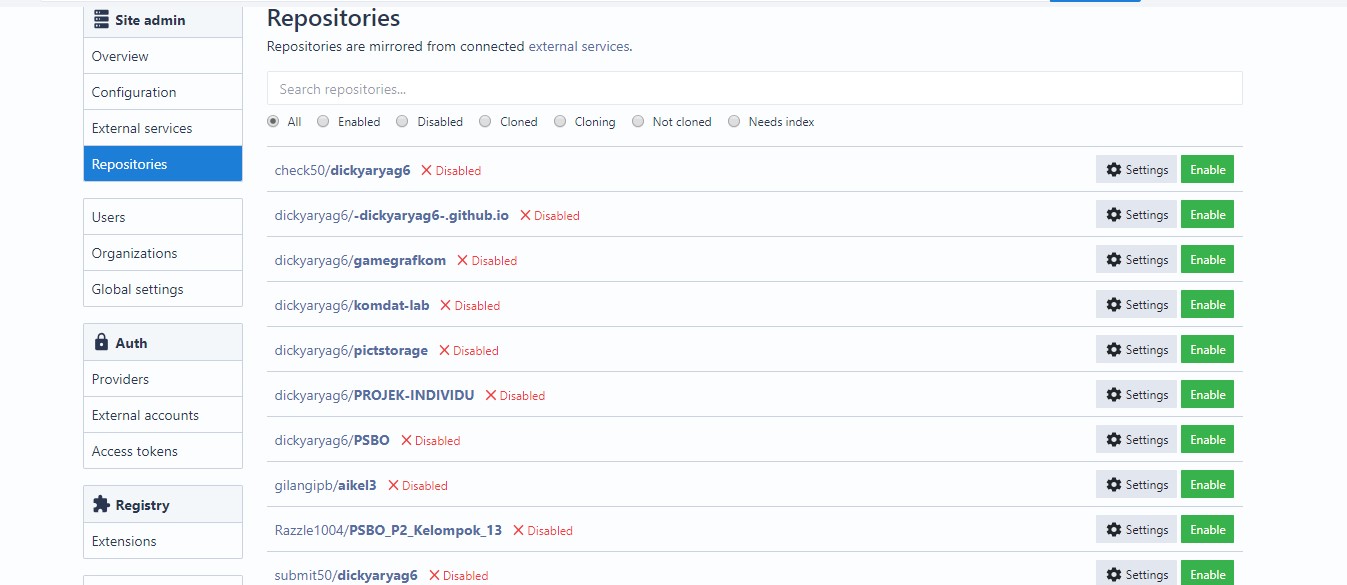 Site admin
Overview
Configuration
External services
Repositories
Users
Organizations
Global settings
Auth
Providers
External accounts
Access tokens
Registry
Extensions
Repositories
Repositories are mirrored from connected external services.
Search repositories...
All Enabled Disabled Cloned Cloning Not cloned Needs index
check50/dickyaryag6 Disabled Settings Enable
dickyaryag6/-dickyaryag6-.github.io Disabled Settings Enable
dickyaryag6/gamegrafkom Disabled Settings Enable
dickyaryag6/komdat-lab Disabled Settings Enable
dickyaryag6/pictstorage Disabled Settings Enable
dickyaryag6/PROJEK-INDIVIDU Disabled Settings Enable
dickyaryag6/PSBO Disabled Settings Enable
gilangipb/aikel3 Disabled Settings Enable
Razzle1004/PSBO_P2_Kelompok_13 Disabled Settings Enable
submit50/dickyaryag6 Disabled Settings Enable